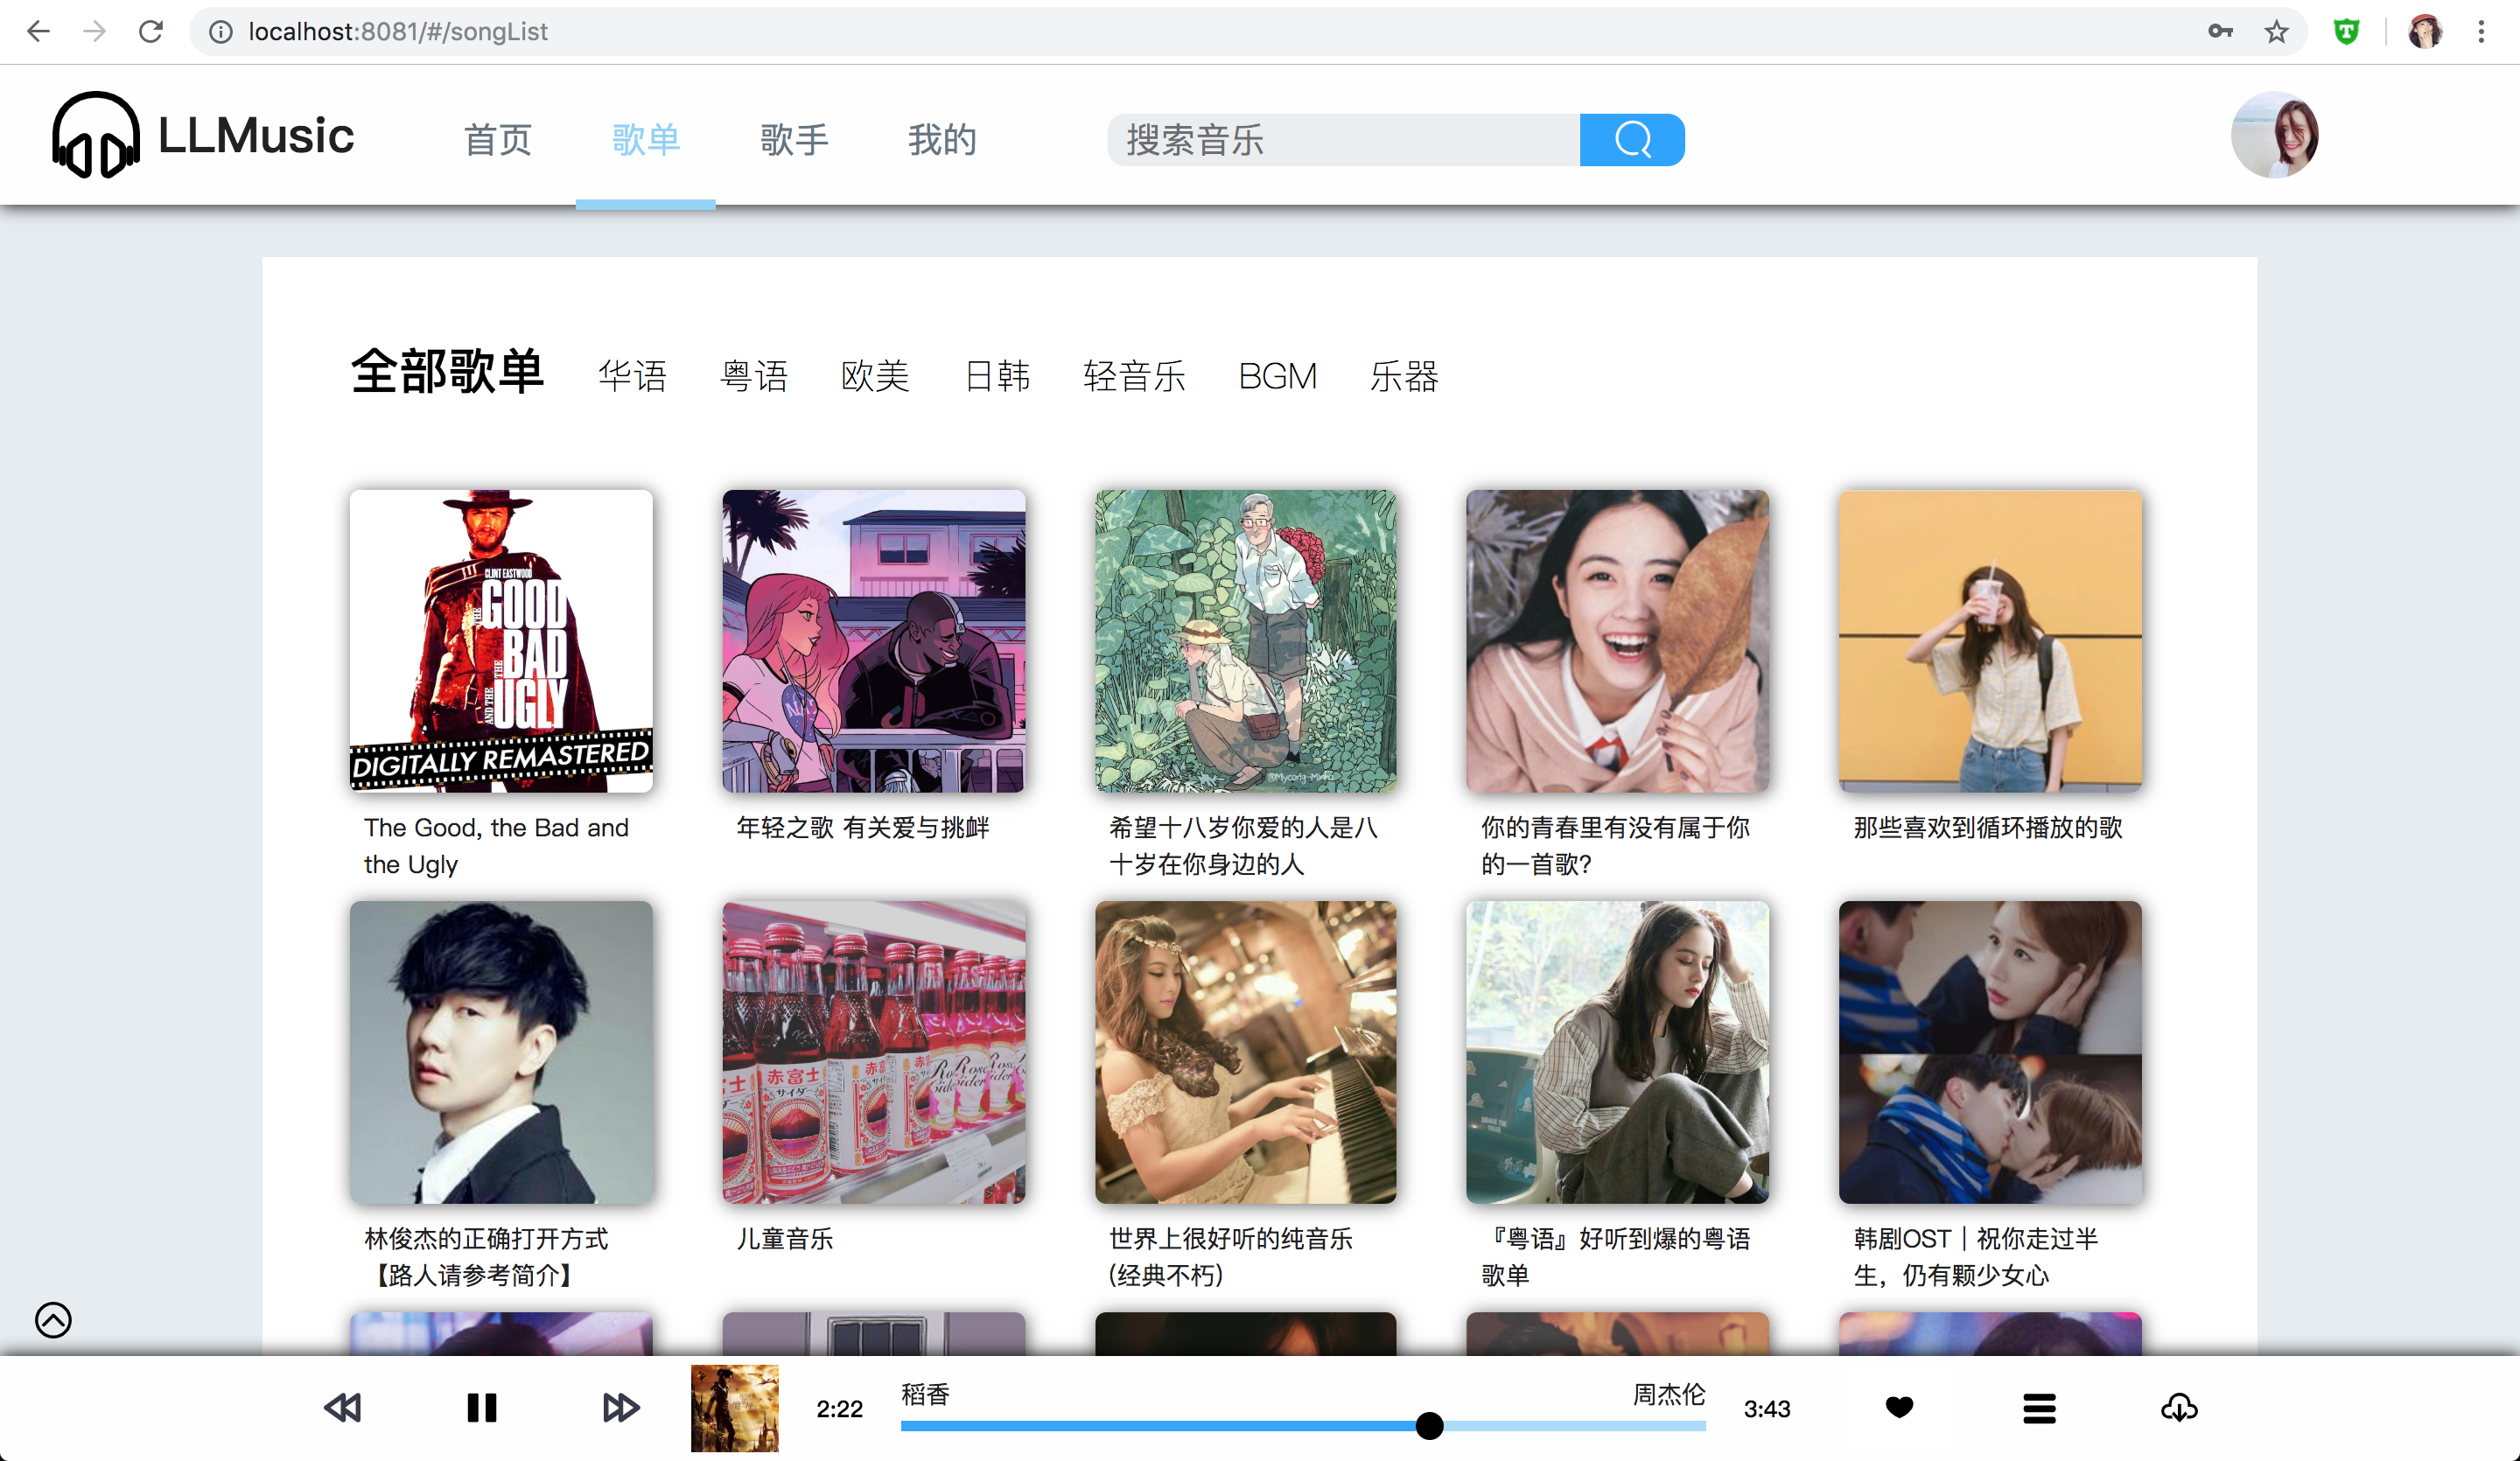 localhost:8081/#/songList
LLMusic
首页
歌单
歌手
我的
搜索音乐
全部歌单
华语
粤语
欧美
日韩
轻音乐
BGM
乐器
CLINT EASTWOOD
THE GOOD
THE BAD
AND THE UGLY
DIGITALLY REMASTERED
The Good, the Bad and
the Ugly
年轻之歌 有关爱与挑衅
希望十八岁你爱的人是八
十岁在你身边的人
你的青春里有没有属于你
的一首歌?
那些喜欢到循环播放的歌
赤富士
サイダー
林俊杰的正确打开方式
【路人请参考简介】
儿童音乐
世界上很好听的纯音乐
(经典不朽)
『粤语』好听到爆的粤语
歌单
韩剧OST｜祝你走过半
生，仍有颗少女心
2:22
稻香
周杰伦
3:43